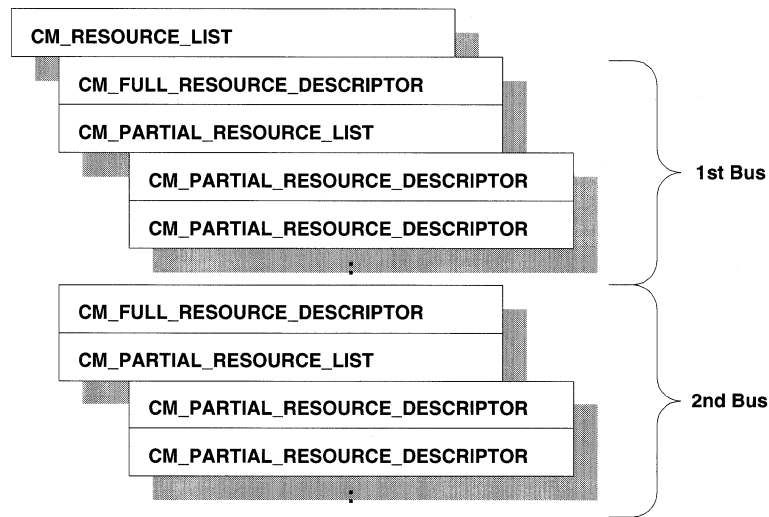 CM_RESOURCE_LIST
CM_FULL_RESOURCE_DESCRIPTOR
CM_PARTIAL_RESOURCE_LIST
CM_PARTIAL_RESOURCE_DESCRIPTOR
1st Bus
CM_PARTIAL_RESOURCE_DESCRIPTOR
:
CM_FULL_RESOURCE_DESCRIPTOR
CM_PARTIAL_RESOURCE_LIST
CM_PARTIAL_RESOURCE_DESCRIPTOR
2nd Bus
CM_PARTIAL_RESOURCE_DESCRIPTOR
: